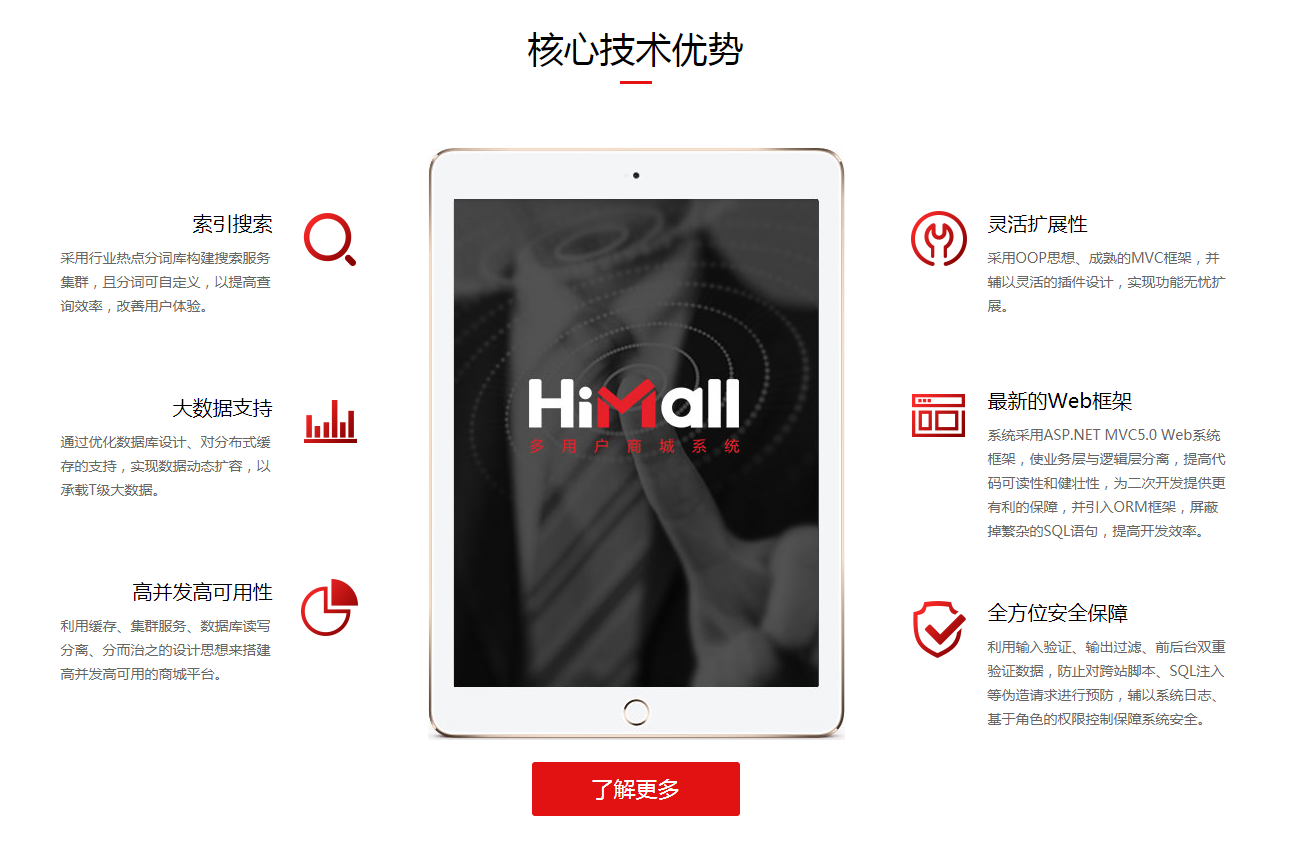 核心技术优势
索引搜索
采用行业热点分词库构建搜索服务
集群，且分词可自定义，以提高查
询效率，改善用户体验。
大数据支持
通过优化数据库设计、对分布式缓
存的支持，实现数据动态扩容，以
承载T级大数据。
高并发高可用性
利用缓存、集群服务、数据库读写
分离、分而治之的设计思想来搭建
高并发高可用的商城平台。
HiMall
多用户商城系统
灵活扩展性
采用OOP思想、成熟的MVC框架，并
辅以灵活的插件设计，实现功能无忧扩
展。
最新的Web框架
系统采用ASP.NET MVC5.0 Web系统
框架，使业务层与逻辑层分离，提高代
码可读性和健壮性，为二次开发提供更
有利的保障，并引入ORM框架，屏蔽
掉繁杂的SQL语句，提高开发效率。
全方位安全保障
利用输入验证、输出过滤、前后台双重
验证数据，防止对跨站脚本、SQL注入
等伪造请求进行预防，辅以系统日志、
基于角色的权限控制保障系统安全。
了解更多